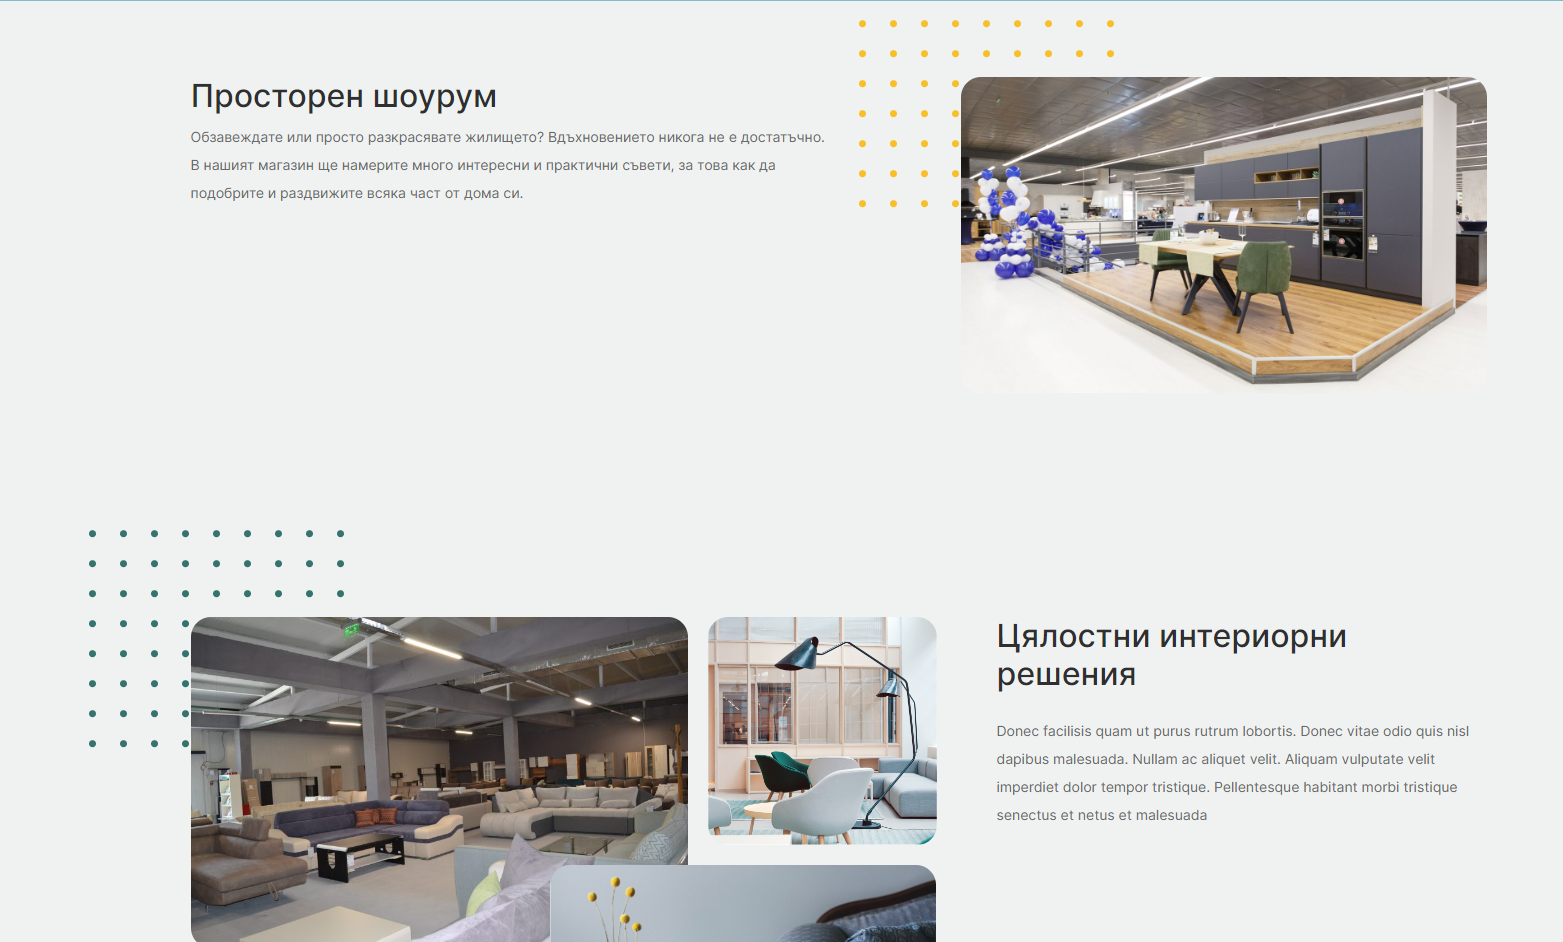 Просторен шоурум
Обзавеждате или просто разкрасявате жилището? Вдъхновението никога не е достатъчно.
В нашият магазин ще намерите много интересни и практични съвети, за това как да
подобрите и раздвижите всяка част от дома си.
Цялостни интериорни
решения
Donec facilisis quam ut purus rutrum lobortis. Donec vitae odio quis nisl
dapibus malesuada. Nullam ac aliquet velit. Aliquam vulputate velit
imperdiet dolor tempor tristique. Pellentesque habitant morbi tristique
senectus et netus et malesuada